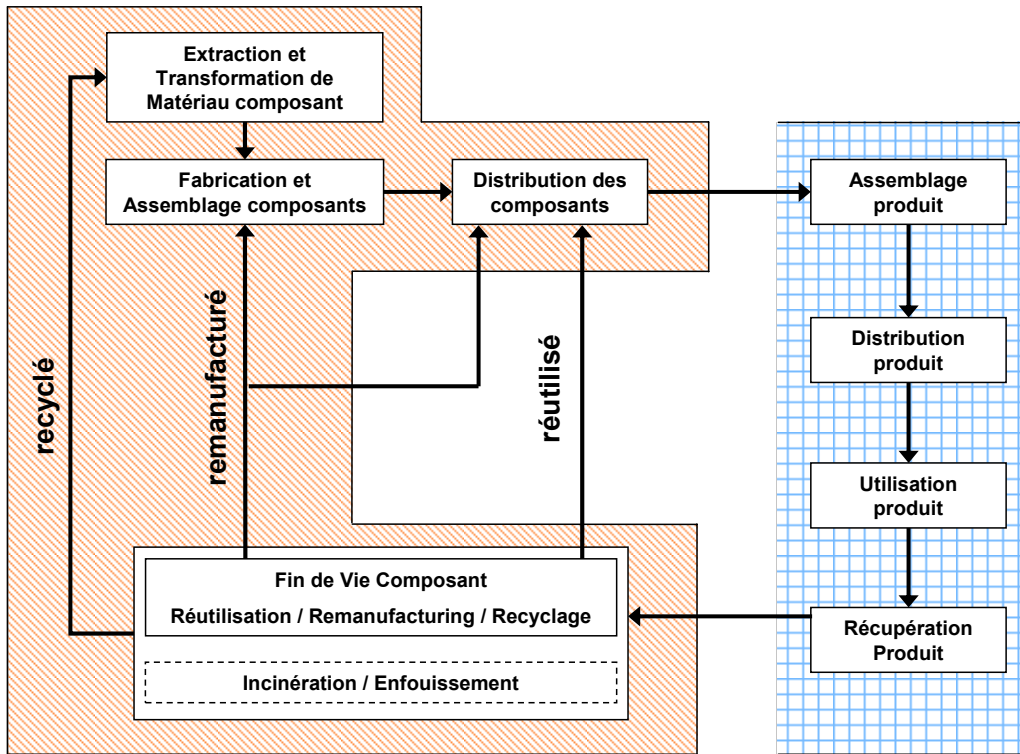 Extraction et
Transformation de
Matériau composant
Fabrication et
Assemblage composants
Distribution des
composants
Assemblage
produit
Distribution
produit
Utilisation
produit
Récupération
Produit
recyclé
remanufacturé
réutilisé
Fin de Vie Composant
Réutilisation / Remanufacturing / Recyclage
Incinération / Enfouissement